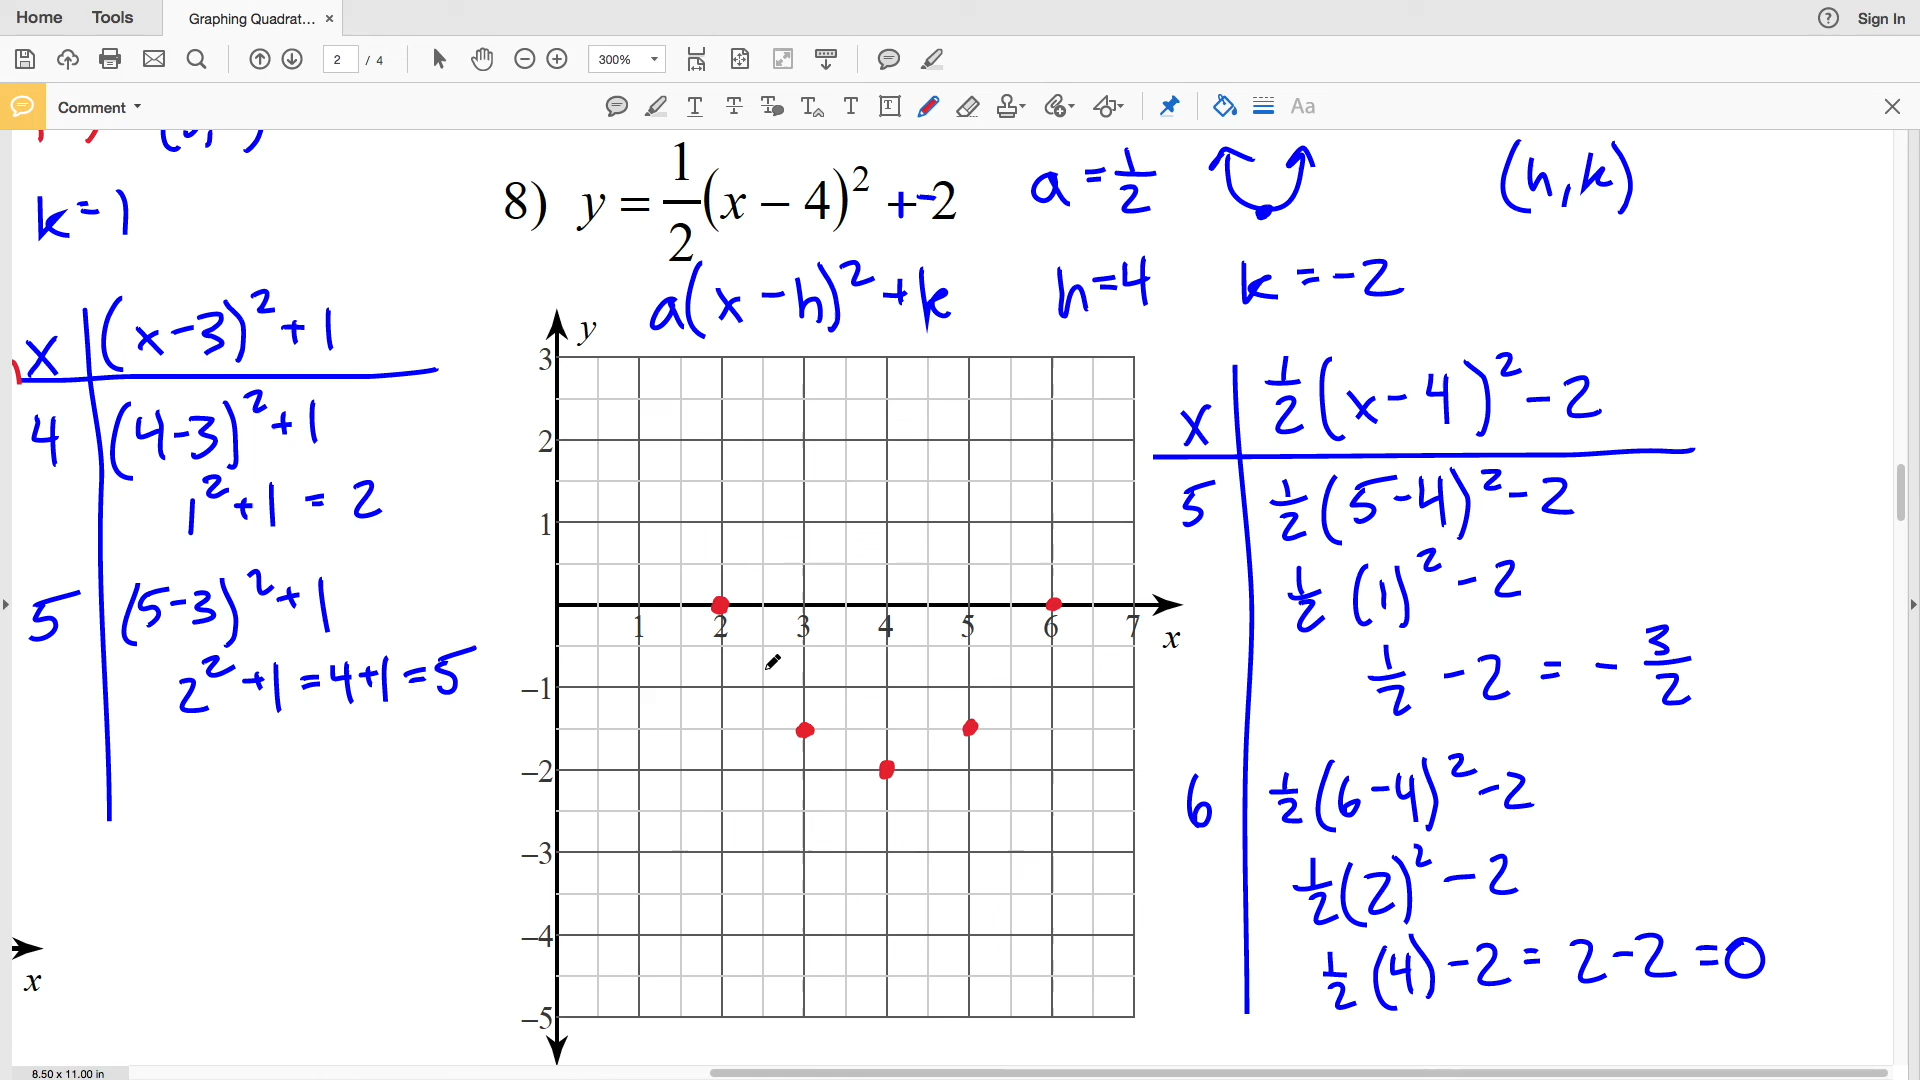 Home Tools Graphing Quadrat... × ? Sign In
2 / 4 300%
Comment Aa
k = 1
8) y = 1/2(x − 4)² + -2
a = 1/2
(h, k)
a(x − h)² + k
h = 4 k = -2
x | (x − 3)² + 1
4 | (4 − 3)² + 1
1² + 1 = 2
5 | (5 − 3)² + 1
2² + 1 = 4 + 1 = 5
x
y
3
2
1
1 2 3 4 5 6 7 x
−1
−2
−3
−4
−5
x | 1/2(x − 4)² − 2
5 | 1/2(5 − 4)² − 2
1/2(1)² − 2
1/2 − 2 = − 3/2
6 | 1/2(6 − 4)² − 2
1/2(2)² − 2
1/2(4) − 2 = 2 − 2 = 0
8.50 x 11.00 in